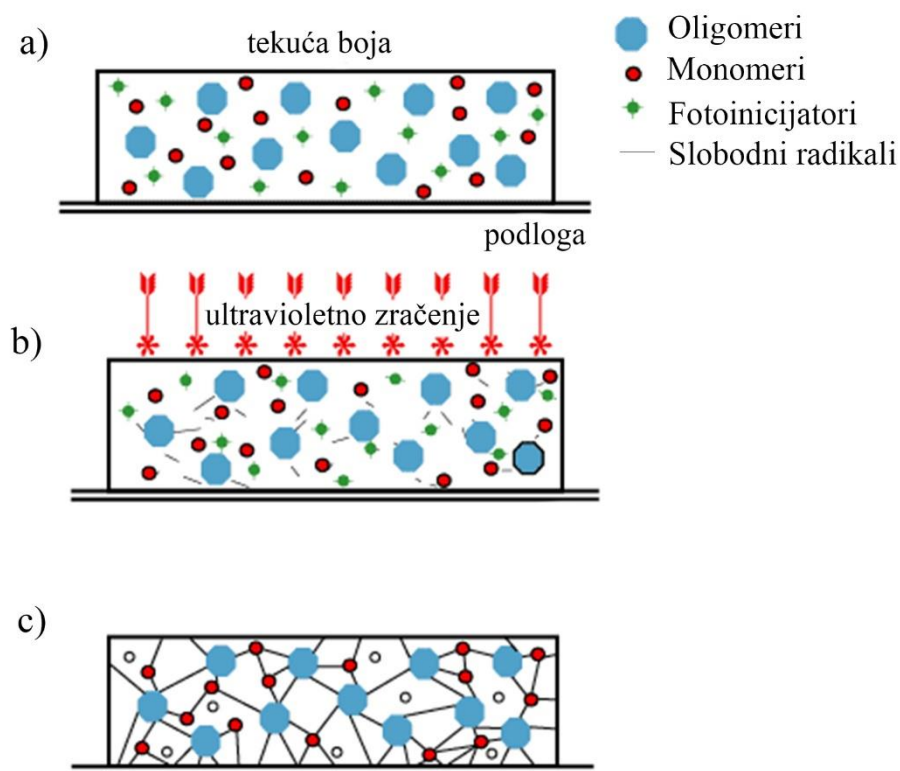 a)
tekuća boja
Oligomeri
Monomeri
Fotoinicijatori
Slobodni radikali
podloga
ultravioletno zračenje
b)
c)